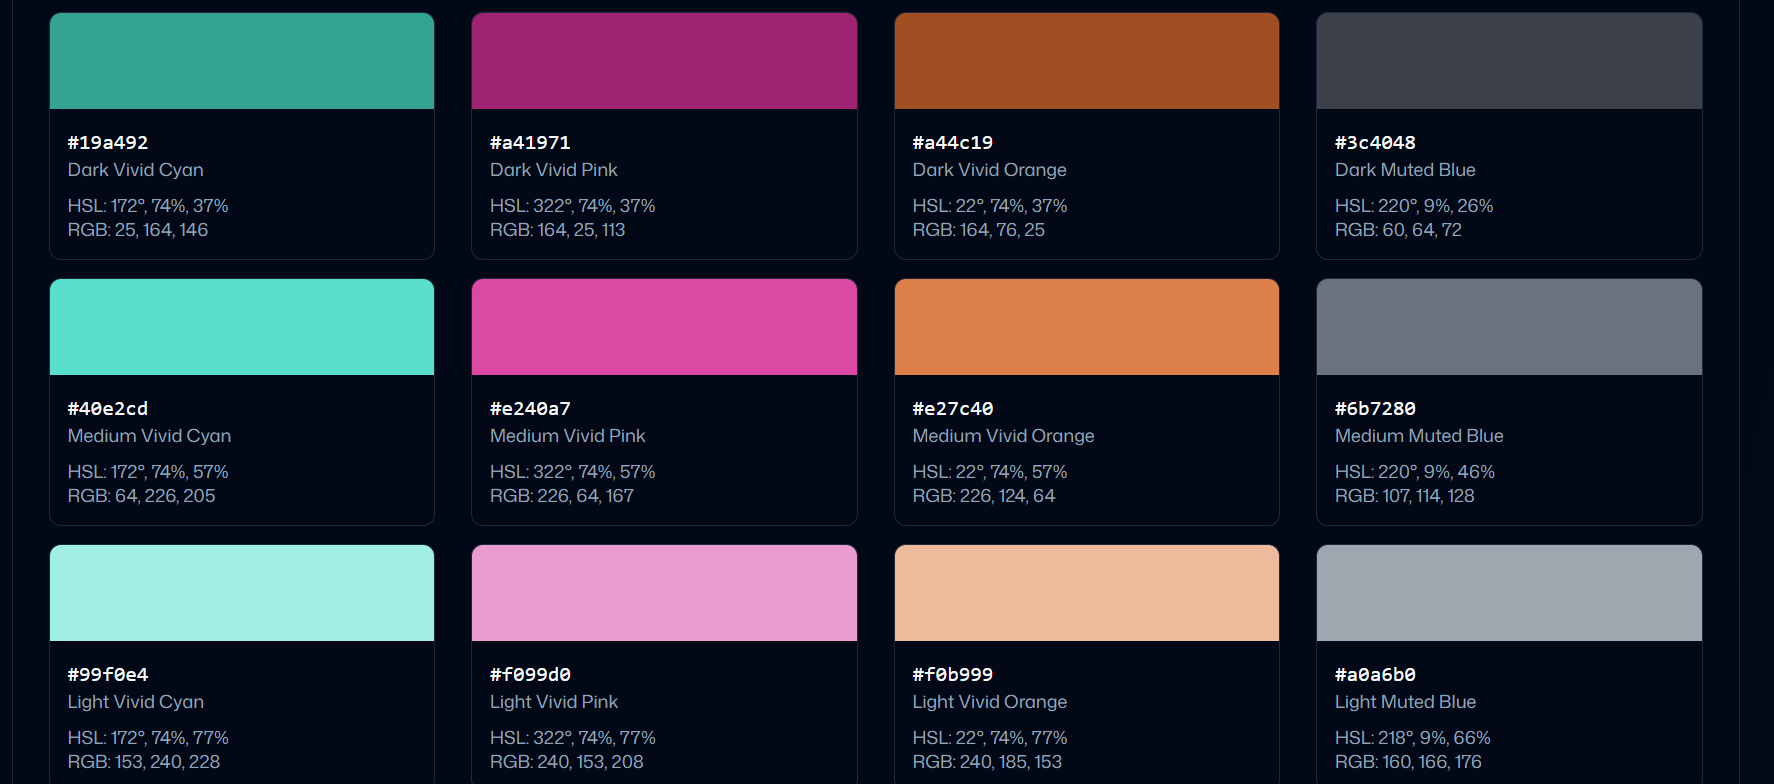 #19a492
Dark Vivid Cyan
HSL: 172°, 74%, 37%
RGB: 25, 164, 146
#a41971
Dark Vivid Pink
HSL: 322°, 74%, 37%
RGB: 164, 25, 113
#a44c19
Dark Vivid Orange
HSL: 22°, 74%, 37%
RGB: 164, 76, 25
#3c4048
Dark Muted Blue
HSL: 220°, 9%, 26%
RGB: 60, 64, 72
#40e2cd
Medium Vivid Cyan
HSL: 172°, 74%, 57%
RGB: 64, 226, 205
#e240a7
Medium Vivid Pink
HSL: 322°, 74%, 57%
RGB: 226, 64, 167
#e27c40
Medium Vivid Orange
HSL: 22°, 74%, 57%
RGB: 226, 124, 64
#6b7280
Medium Muted Blue
HSL: 220°, 9%, 46%
RGB: 107, 114, 128
#99f0e4
Light Vivid Cyan
HSL: 172°, 74%, 77%
RGB: 153, 240, 228
#f099d0
Light Vivid Pink
HSL: 322°, 74%, 77%
RGB: 240, 153, 208
#f0b999
Light Vivid Orange
HSL: 22°, 74%, 77%
RGB: 240, 185, 153
#a0a6b0
Light Muted Blue
HSL: 218°, 9%, 66%
RGB: 160, 166, 176